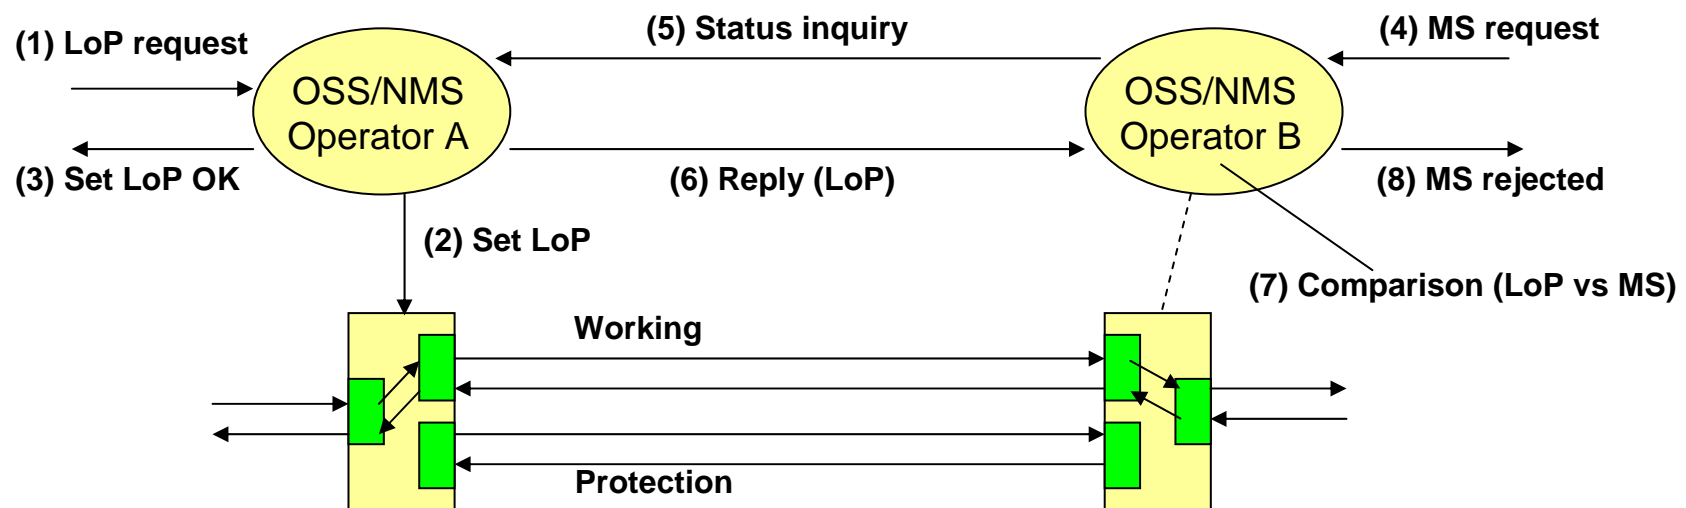 (1) LoP request
(5) Status inquiry
(4) MS request
OSS/NMS
Operator A
OSS/NMS
Operator B
(3) Set LoP OK
(6) Reply (LoP)
(8) MS rejected
(2) Set LoP
(7) Comparison (LoP vs MS)
Working
Protection